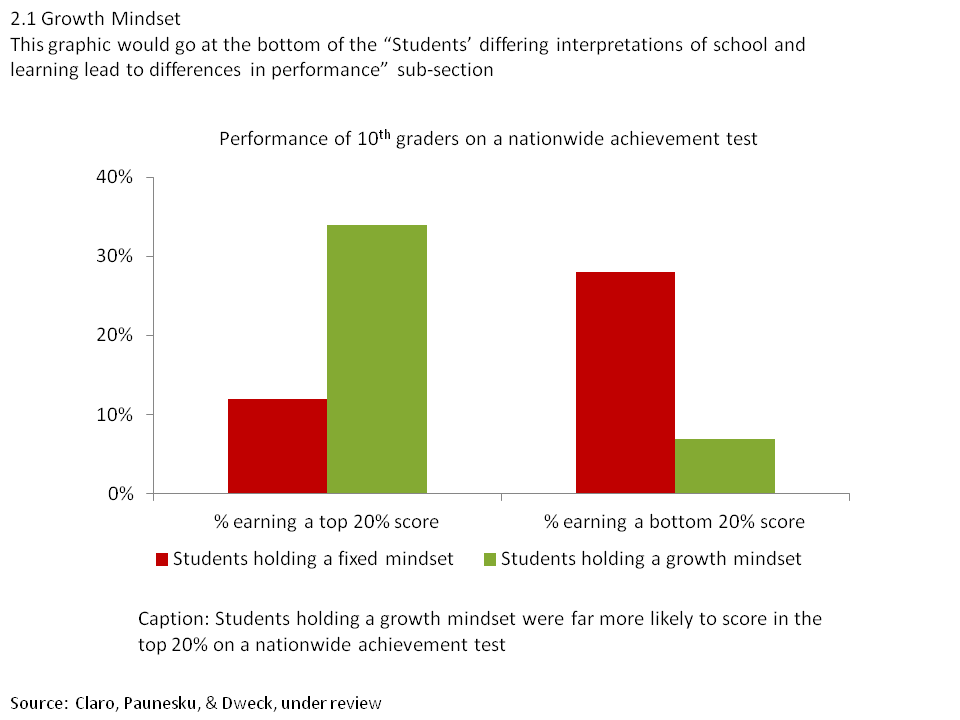 2.1 Growth Mindset
This graphic would go at the bottom of the “Students’ differing interpretations of school and
learning lead to differences in performance” sub-section
Performance of 10th graders on a nationwide achievement test
40%
30%
20%
10%
0%
% earning a top 20% score
% earning a bottom 20% score
Students holding a fixed mindset
Students holding a growth mindset
Caption: Students holding a growth mindset were far more likely to score in the
top 20% on a nationwide achievement test
Source: Claro, Paunesku, & Dweck, under review